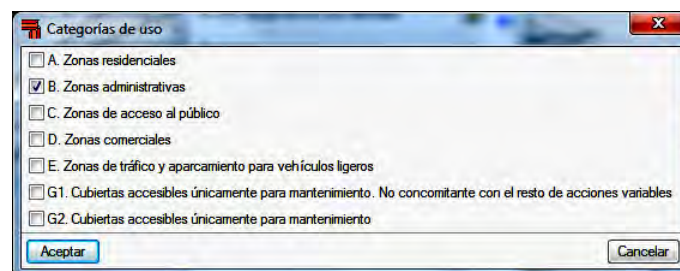 Categorías de uso
A. Zonas residenciales
B. Zonas administrativas
C. Zonas de acceso al público
D. Zonas comerciales
E. Zonas de tráfico y aparcamiento para vehículos ligeros
G1. Cubiertas accesibles únicamente para mantenimiento. No concomitante con el resto de acciones variables
G2. Cubiertas accesibles únicamente para mantenimiento
Aceptar Cancelar